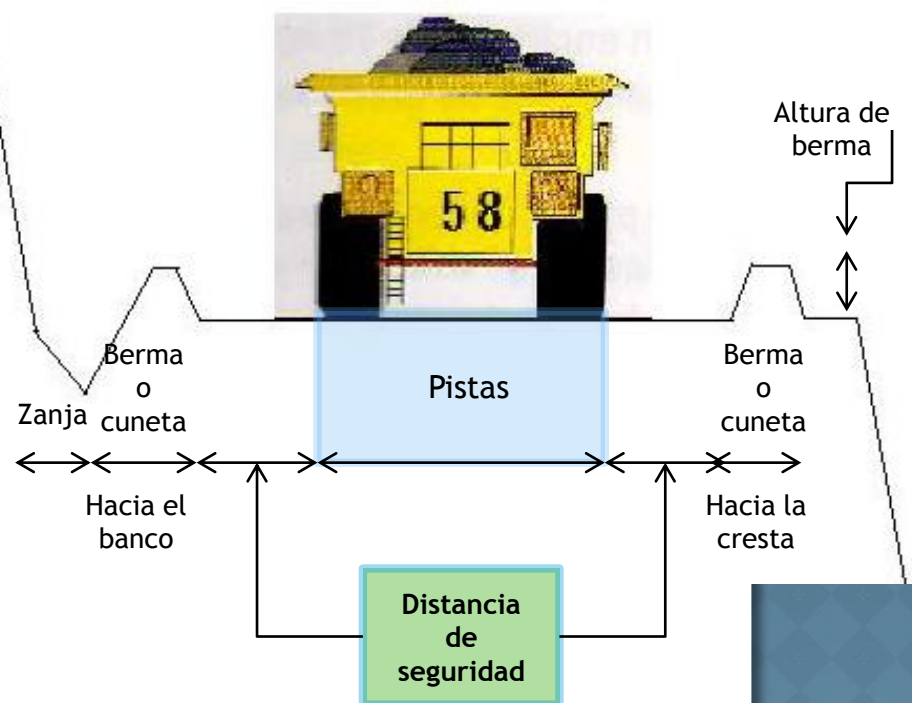 Altura de
berma
58
Berma
o
cuneta
Zanja
Pistas
Berma
o
cuneta
Hacia el
banco
Hacia la
cresta
Distancia
de
seguridad